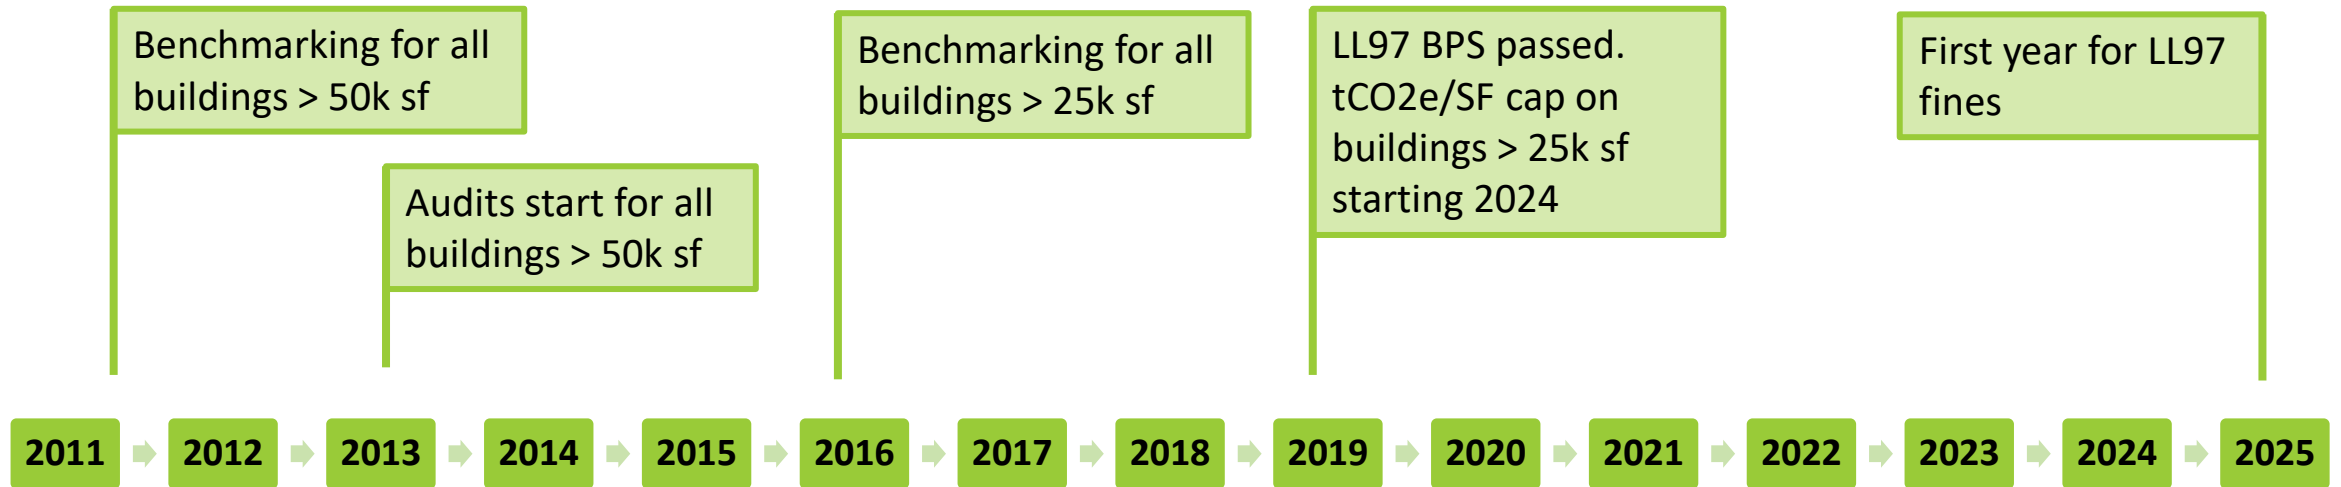 Benchmarking for all
buildings > 50k sf
Audits start for all
buildings > 50k sf
Benchmarking for all
buildings > 25k sf
LL97 BPS passed.
tCO2e/SF cap on
buildings > 25k sf
starting 2024
First year for LL97
fines
2011
2012
2013
2014
2015
2016
2017
2018
2019
2020
2021
2022
2023
2024
2025